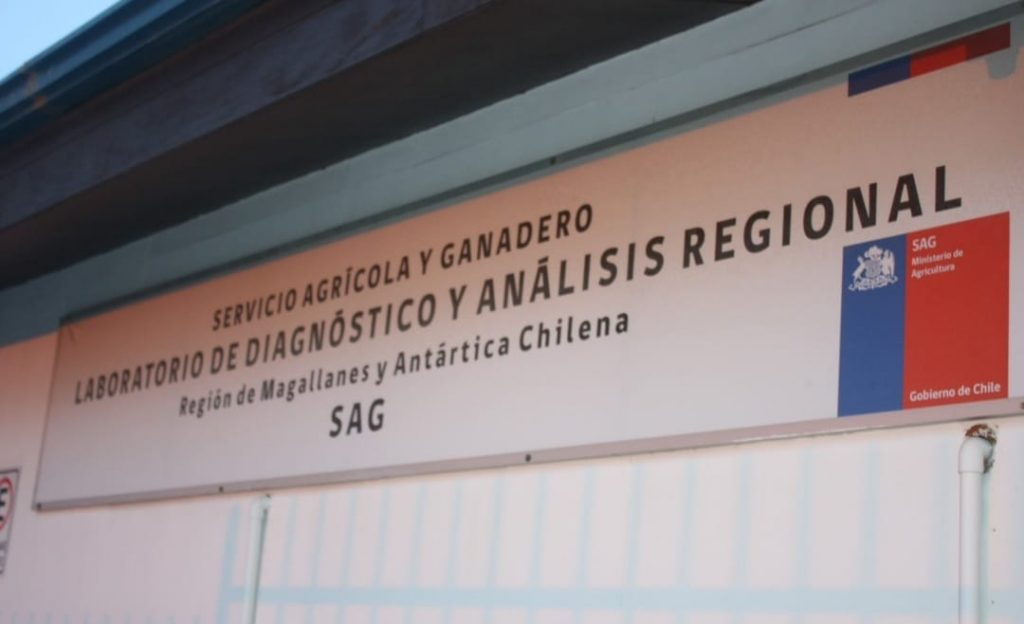 SERVICIO AGRÍCOLA Y GANADERO
LABORATORIO DE DIAGNÓSTICO Y ANÁLISIS REGIONAL
Región de Magallanes y Antártica Chilena
SAG
SAG
Ministerio de
Agricultura
Gobierno de Chile